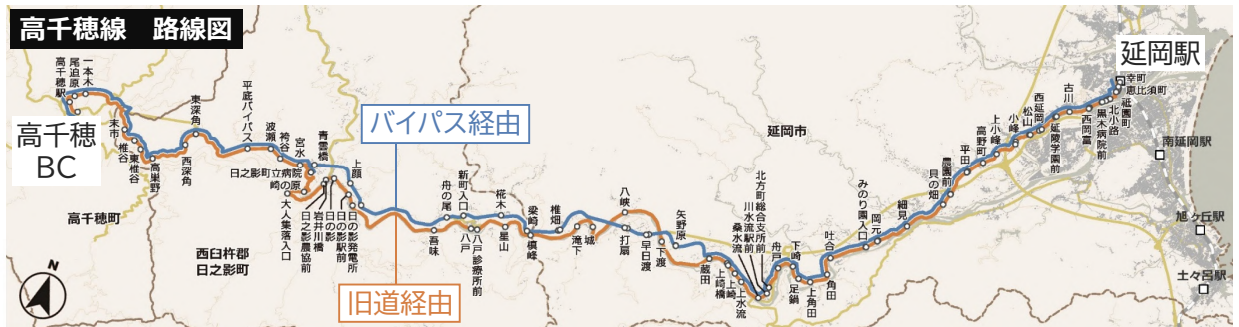 高千穂線 路線図
高千穂BC
高千穂駅
尾迫原
一本木
末市
椎谷
東椎谷
高巣野
西深角
東深角
平底バイパス
波瀬
袴谷
日之影町立病院
宮水
青雲橋
上顔
大人集落入口
日之影農協前
岩井川橋
日の影
日の影駅前
日の影発電所
バイパス経由
旧道経由
吾味
舟の尾
新町入口
八戸
八戸診療所前
椛木
星山
梁崎
槙峰
椎畑
滝下
城
八峡
打扇
早日渡
下渡
矢野原
蔵田
上崎橋
上崎
上水流
桑水流
川水流駅前
北方町総合支所前
舟戸
下崎
足鍋
上角田
角田
吐合
みのり園入口
岡元
細見
貝の畑
農園前
平田
高野町
上小峰
小峰
松山
西延岡
延陵学園前
古川
西岡富
黒木病院前
北小路
祗園町
恵比須町
幸町
延岡駅
南延岡駅
旭ヶ丘駅
土々呂駅
延岡市
高千穂町
西臼杵郡
日之影町
N